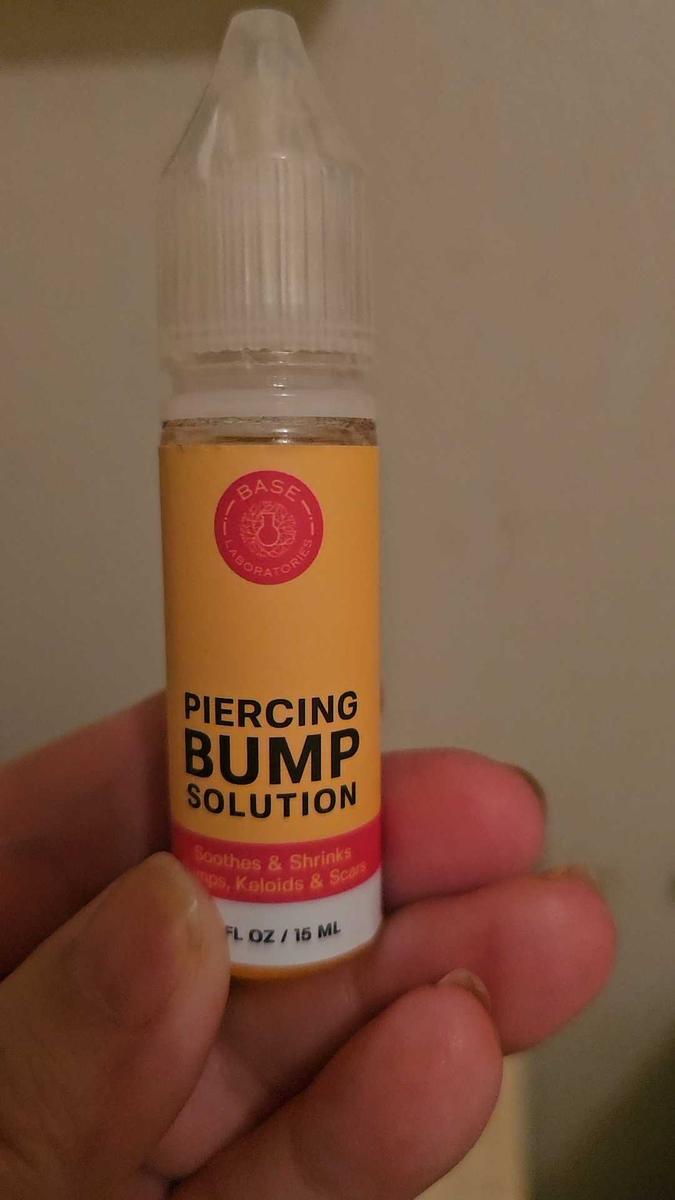 BASE
LABORATORIES
PIERCING
BUMP
SOLUTION
Soothes & Shrinks
Keloids & Scars
FL OZ / 15 ML